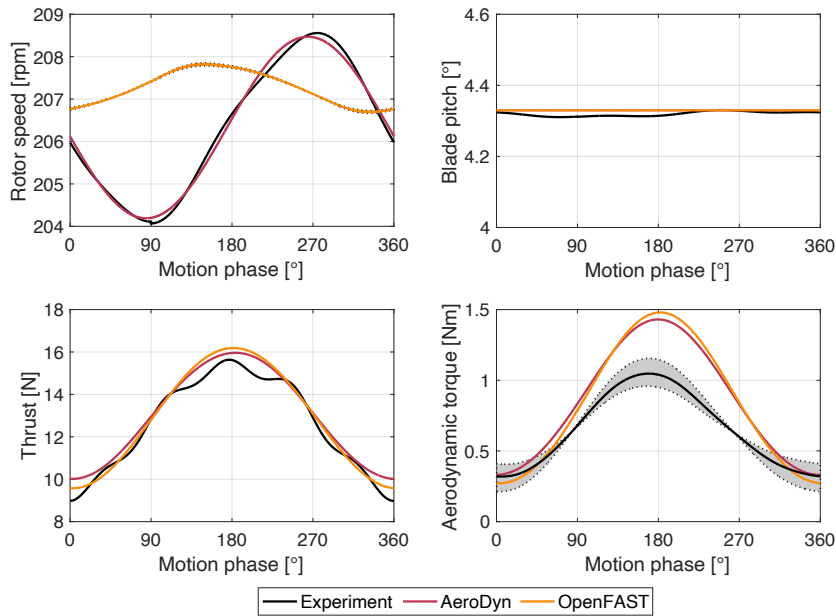 209
208
207
206
205
204
Rotor speed [rpm]
0 90 180 270 360
Motion phase [°]
4.6
4.4
4.2
4
Blade pitch [°]
0 90 180 270 360
Motion phase [°]
18
16
14
12
10
8
Thrust [N]
0 90 180 270 360
Motion phase [°]
1.5
1
0.5
0
Aerodynamic torque [Nm]
0 90 180 270 360
Motion phase [°]
Experiment AeroDyn OpenFAST